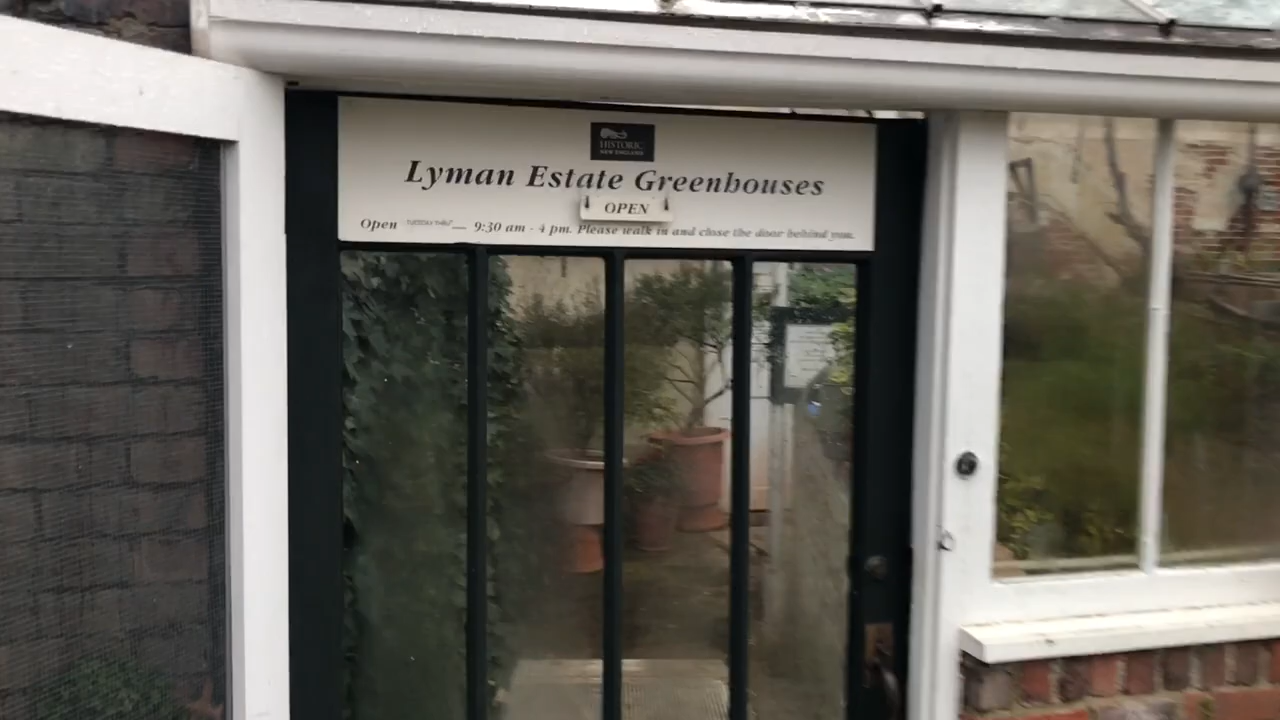 HISTORIC
NEW ENGLAND
Lyman Estate Greenhouses
OPEN
Open 9:30 am - 4 pm. Please walk in and close the door behind you.